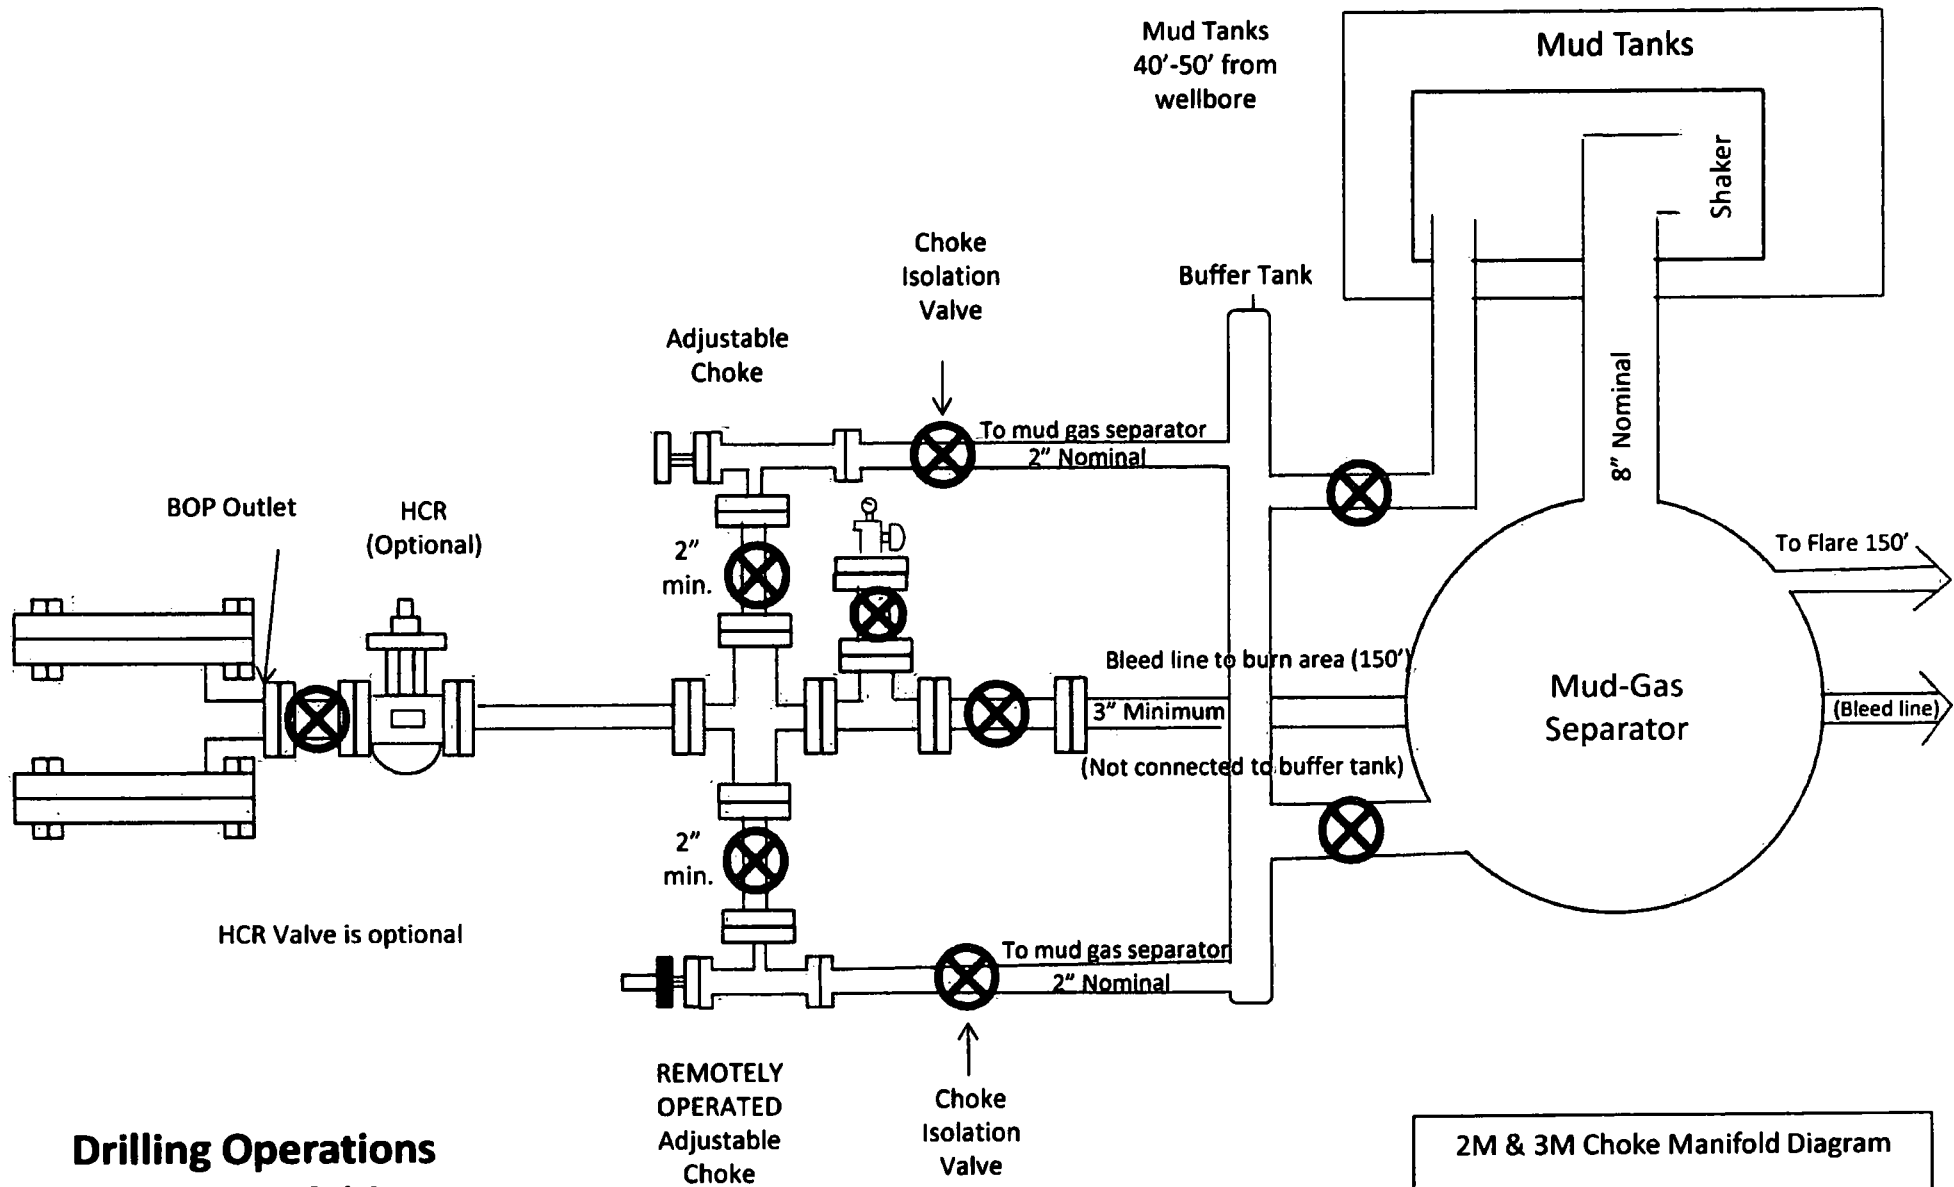 Mud Tanks
40'-50' from
wellbore
Mud Tanks
Shaker
Choke
Isolation
Valve
Buffer Tank
Adjustable
Choke
8" Nominal
To mud gas separator
2" Nominal
BOP Outlet
HCR
(Optional)
2"
min.
To Flare 150'
Bleed line to burn area (150')
3" Minimum
(Not connected to buffer tank)
Mud-Gas
Separator
(Bleed line)
2"
min.
HCR Valve is optional
To mud gas separator
2" Nominal
REMOTELY
OPERATED
Adjustable
Choke
Choke
Isolation
Valve
Drilling Operations
2M & 3M Choke Manifold Diagram